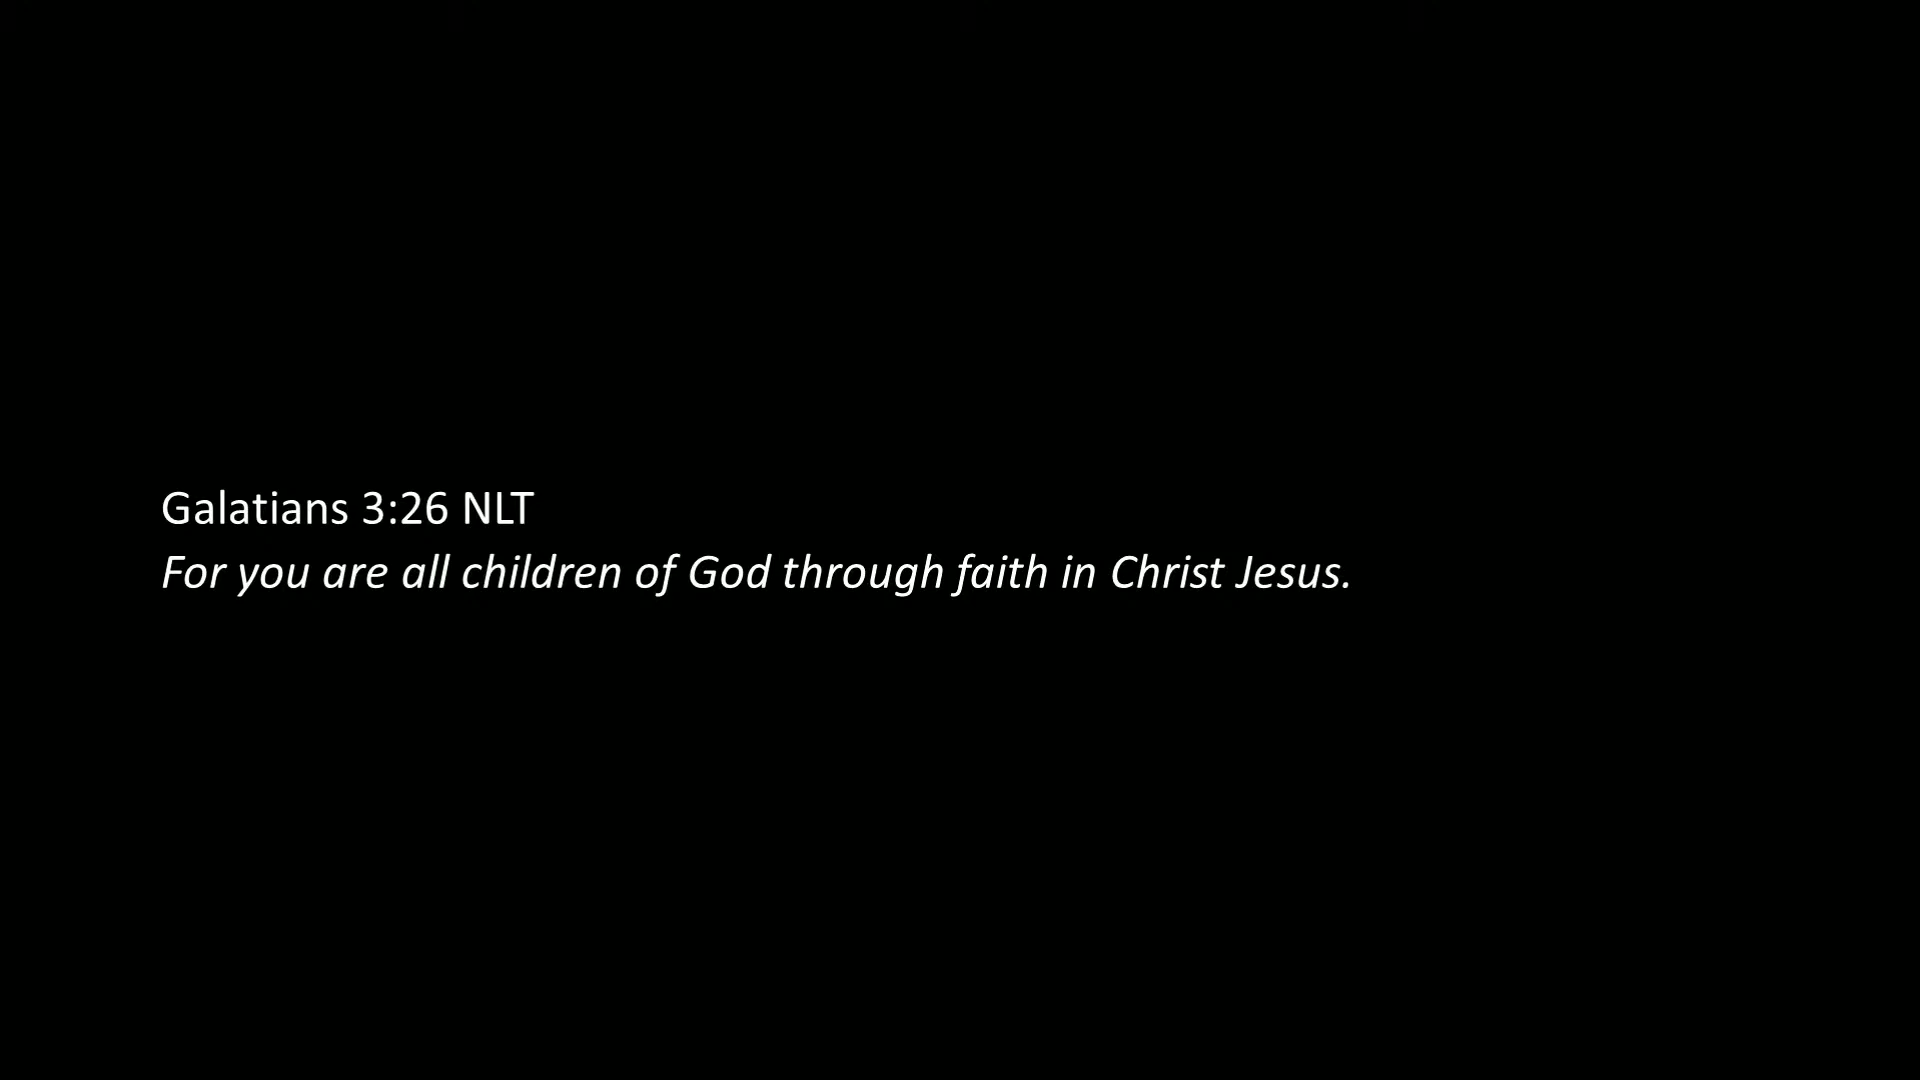 Galatians 3:26 NLT
For you are all children of God through faith in Christ Jesus.